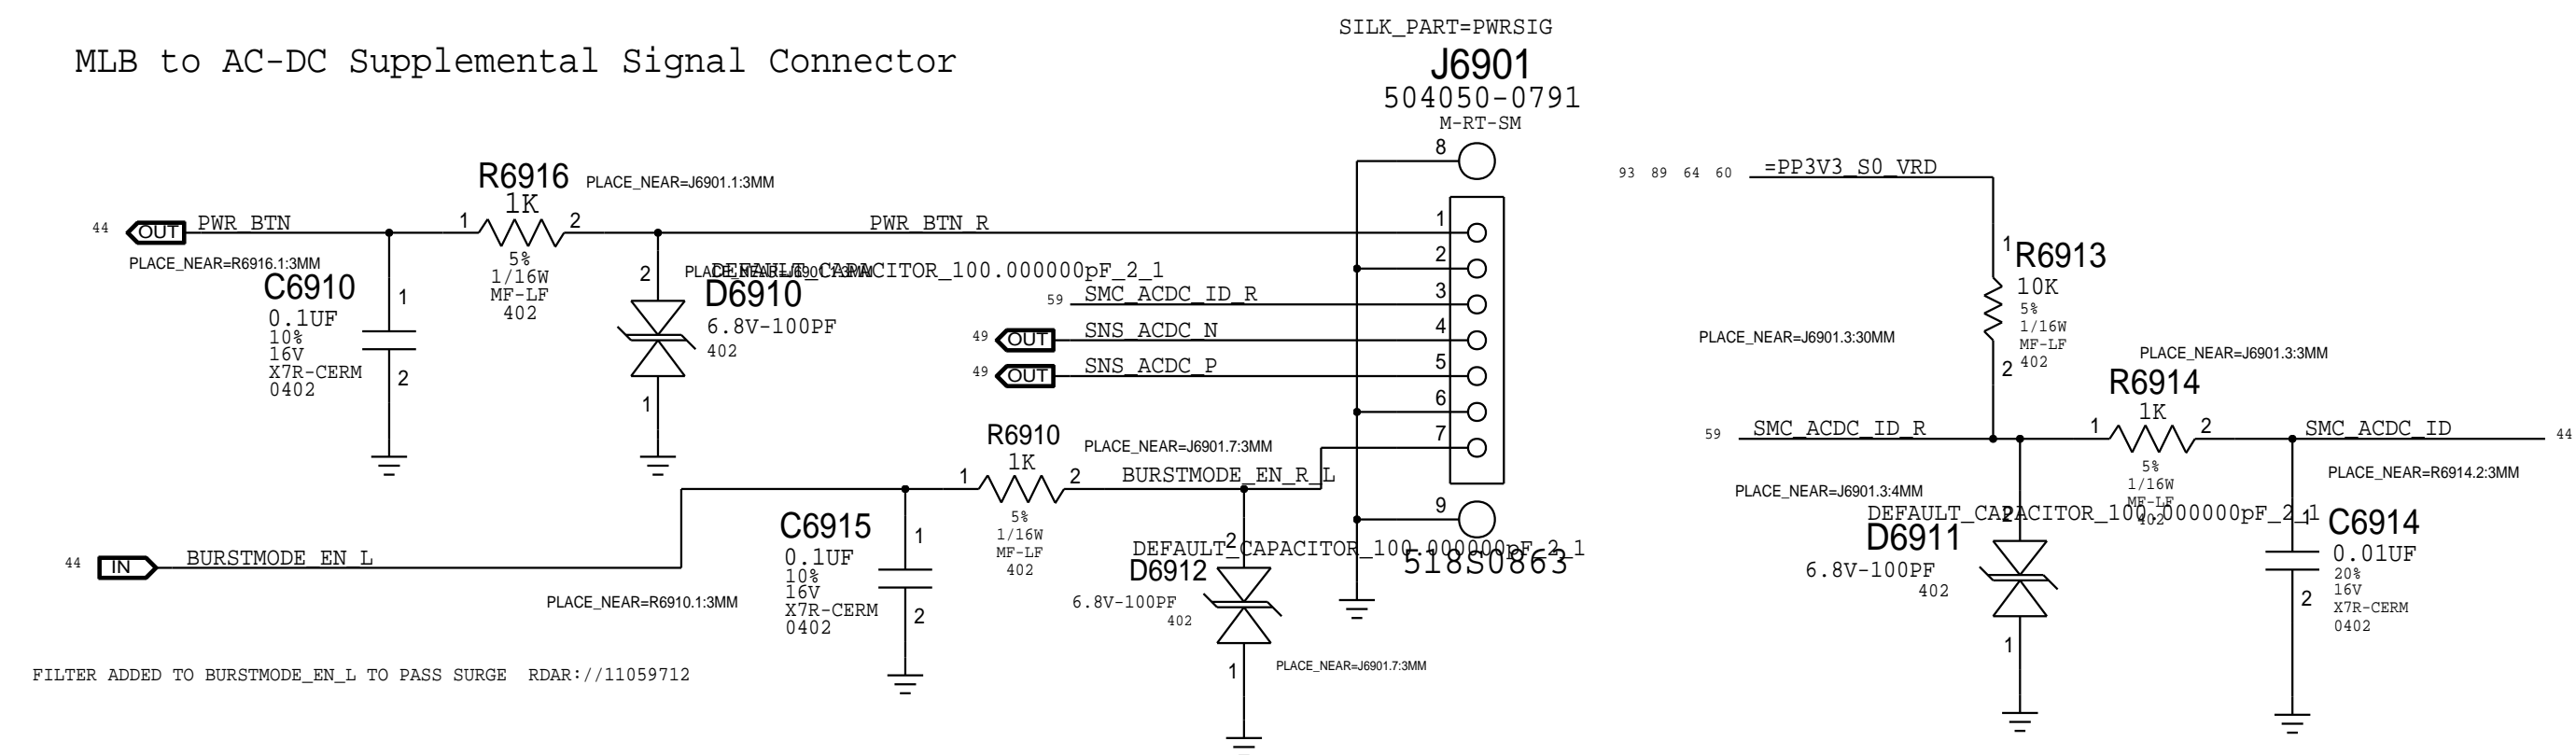 SILK_PART=PWRSIG
MLB to AC-DC Supplemental Signal Connector
J6901
504050-0791
M-RT-SM
8
R6916
PLACE_NEAR=J6901.1:3MM
1K
44 OUT PWR_BTN
1
2
PWR_BTN_R
1
5%
1/16W
MF-LF
402
PLACE_NEAR=R6916.1:3MM
C6910
0.1UF
10%
16V
X7R-CERM
0402
1
2
2
PLACE_NEAR=J6901.1:3MM
DEFAULT_CAPACITOR_100.000000pF_2_1
D6910
6.8V-100PF
402
1
2
59 SMC_ACDC_ID_R
3
49 OUT SNS_ACDC_N
4
49 OUT SNS_ACDC_P
5
6
7
R6910
PLACE_NEAR=J6901.7:3MM
1K
1
2
BURSTMODE_EN_R_L
5%
1/16W
MF-LF
402
C6915
0.1UF
10%
16V
X7R-CERM
0402
1
2
44 IN BURSTMODE_EN_L
PLACE_NEAR=R6910.1:3MM
9
518S0863
2
DEFAULT_CAPACITOR_100.000000pF_2_1
D6912
6.8V-100PF
402
1
PLACE_NEAR=J6901.7:3MM
FILTER ADDED TO BURSTMODE_EN_L TO PASS SURGE RDAR://11059712
93 89 64 60 =PP3V3_S0_VRD
1
R6913
10K
5%
1/16W
MF-LF
402
2
PLACE_NEAR=J6901.3:30MM
PLACE_NEAR=J6901.3:3MM
R6914
1K
59 SMC_ACDC_ID_R
1
2
SMC_ACDC_ID 44
5%
1/16W
MF-LF
402
PLACE_NEAR=R6914.2:3MM
PLACE_NEAR=J6901.3:4MM
2
DEFAULT_CAPACITOR_100.000000pF_2_1
D6911
6.8V-100PF
402
1
1
C6914
0.01UF
20%
16V
X7R-CERM
0402
2